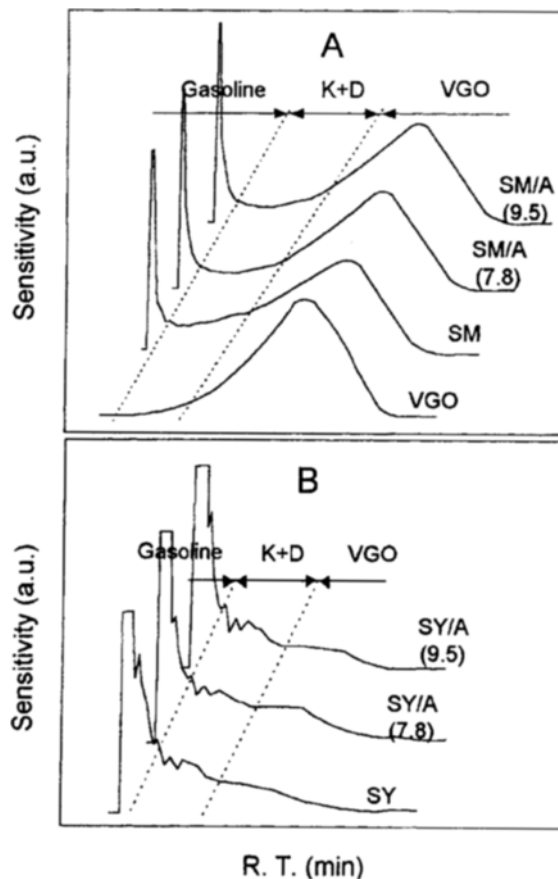 A
Gasoline K+D VGO
SM/A
(9.5)
SM/A
(7.8)
SM
VGO
Sensitivity (a.u.)
B
Gasoline K+D VGO
SY/A
(9.5)
SY/A
(7.8)
SY
Sensitivity (a.u.)
R. T. (min)